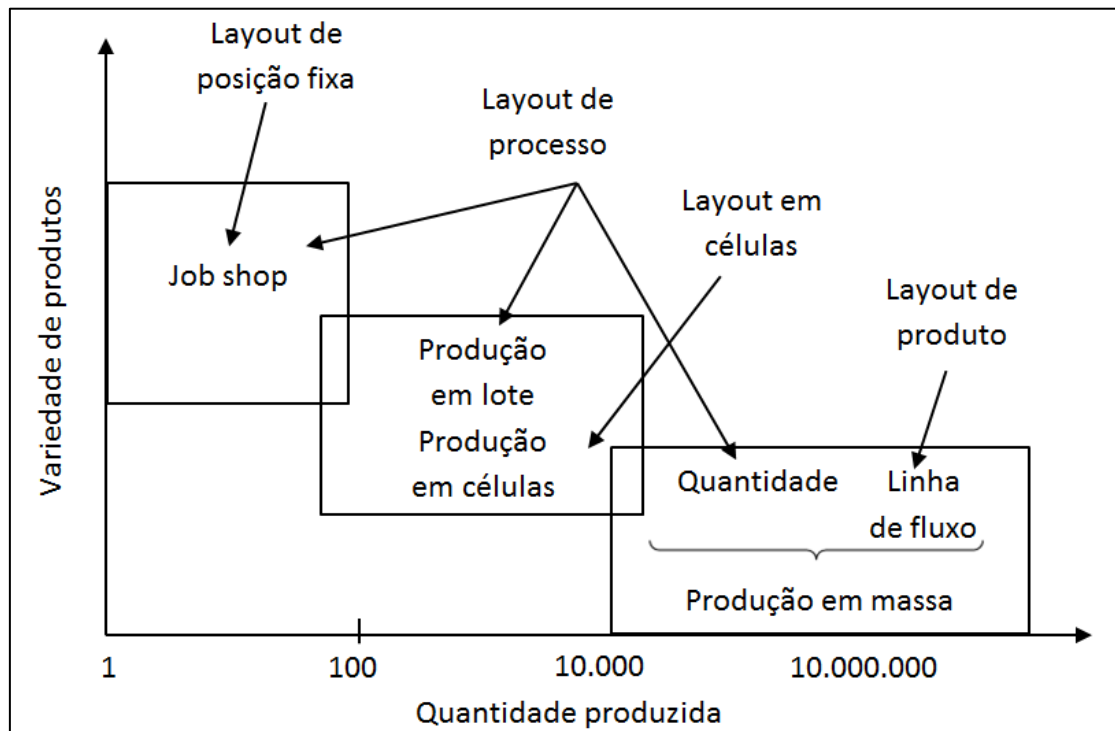 Layout de
posição fixa
Layout de
processo
Layout em
células
Layout de
produto
Variedade de produtos
Job shop
Produção
em lote
Produção
em células
Quantidade
Linha
de fluxo
Produção em massa
1
100
10.000
10.000.000
Quantidade produzida